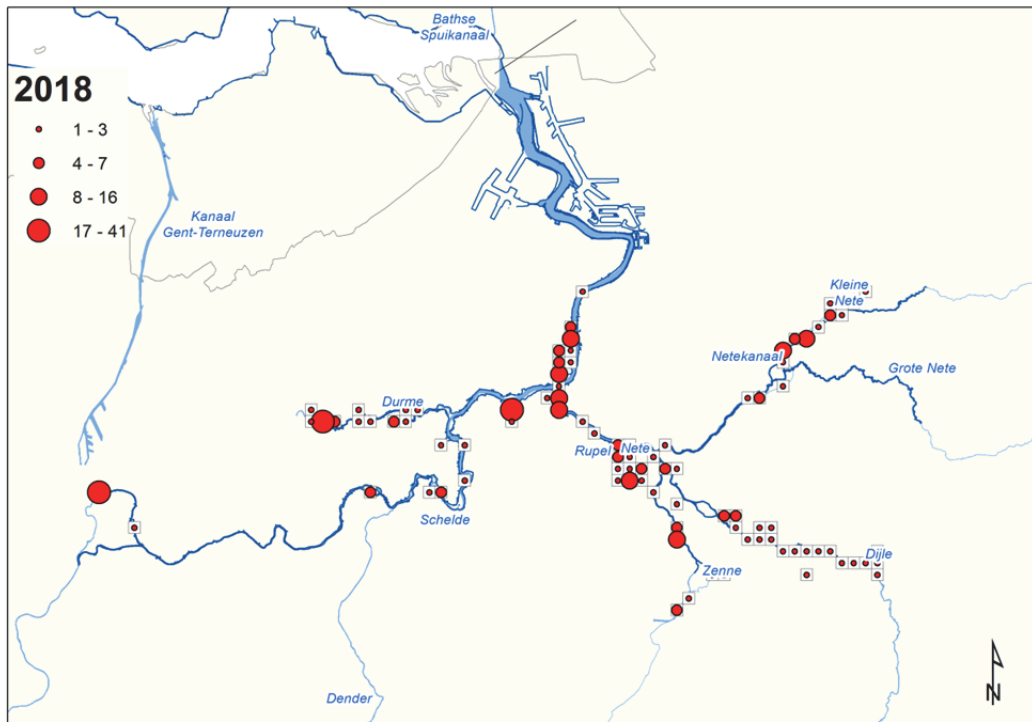 Bathse
Spuikanaal
2018
1 - 3
4 - 7
8 - 16
17 - 41
Kanaal
Gent-Terneuzen
Kleine
Nete
Netekanaal
Grote Nete
Durme
Rupel
Nete
Schelde
Zenne
Dijle
Dender
N